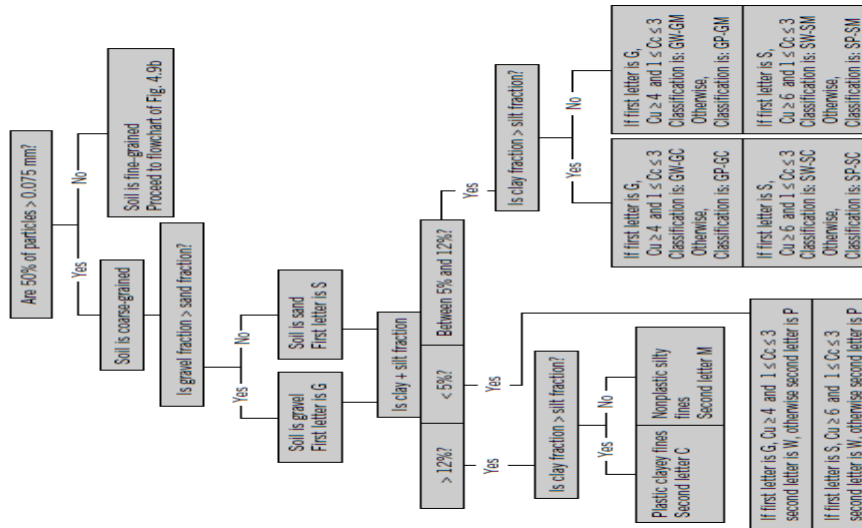 Are 50% of particles > 0.075 mm?
Yes
No
Soil is coarse-grained
Soil is fine-grained
Proceed to flowchart of Fig. 4.9b
Is gravel fraction > sand fraction?
Yes
No
Soil is gravel
First letter is G
Soil is sand
First letter is S
Is clay + silt fraction
> 12%?
< 5%?
Between 5% and 12%?
Yes
Yes
Yes
Is clay fraction > silt fraction?
Yes
No
Plastic clayey fines
Second letter C
Nonplastic silty
fines
Second letter M
If first letter is G, Cu ≥ 4 and 1 ≤ Cc ≤ 3
second letter is W, otherwise second letter is P
If first letter is S, Cu ≥ 6 and 1 ≤ Cc ≤ 3
second letter is W, otherwise second letter is P
Is clay fraction > silt fraction?
Yes
No
If first letter is G,
Cu ≥ 4 and 1 ≤ Cc ≤ 3
Classification is: GW-GC
Otherwise,
Classification is: GP-GC
If first letter is G,
Cu ≥ 4 and 1 ≤ Cc ≤ 3
Classification is: GW-GM
Otherwise,
Classification is: GP-GM
If first letter is S,
Cu ≥ 6 and 1 ≤ Cc ≤ 3
Classification is: SW-SC
Otherwise,
Classification is: SP-SC
If first letter is S,
Cu ≥ 6 and 1 ≤ Cc ≤ 3
Classification is: SW-SM
Otherwise,
Classification is: SP-SM